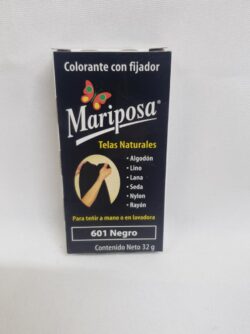 Colorante con fijador
Mariposa®
Telas Naturales
• Algodón
• Lino
• Lana
• Seda
• Nylon
• Rayón
Para teñir a mano o en lavadora
601 Negro
Contenido Neto 32 g